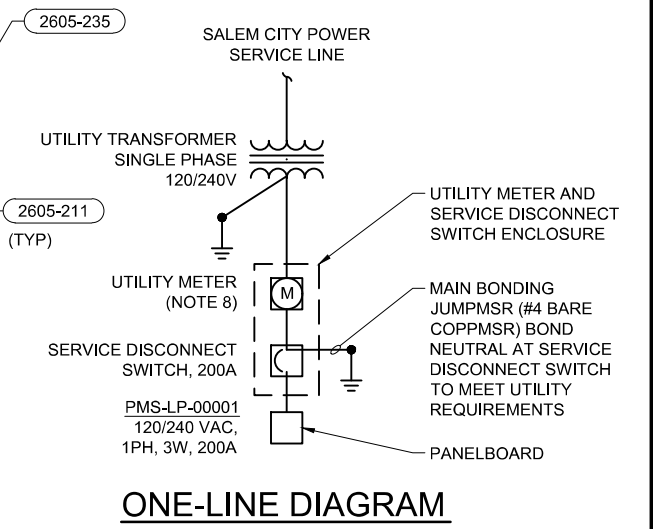 2605-235
SALEM CITY POWER
SERVICE LINE
UTILITY TRANSFORMER
SINGLE PHASE
120/240V
2605-211
(TYP)
UTILITY METER AND
SERVICE DISCONNECT
SWITCH ENCLOSURE
UTILITY METER
(NOTE 8)
M
MAIN BONDING
JUMPMSR (#4 BARE
COPPMSR) BOND
NEUTRAL AT SERVICE
DISCONNECT SWITCH
TO MEET UTILITY
REQUIREMENTS
SERVICE DISCONNECT
SWITCH, 200A
PMS-LP-00001
120/240 VAC,
1PH, 3W, 200A
PANELBOARD
ONE-LINE DIAGRAM